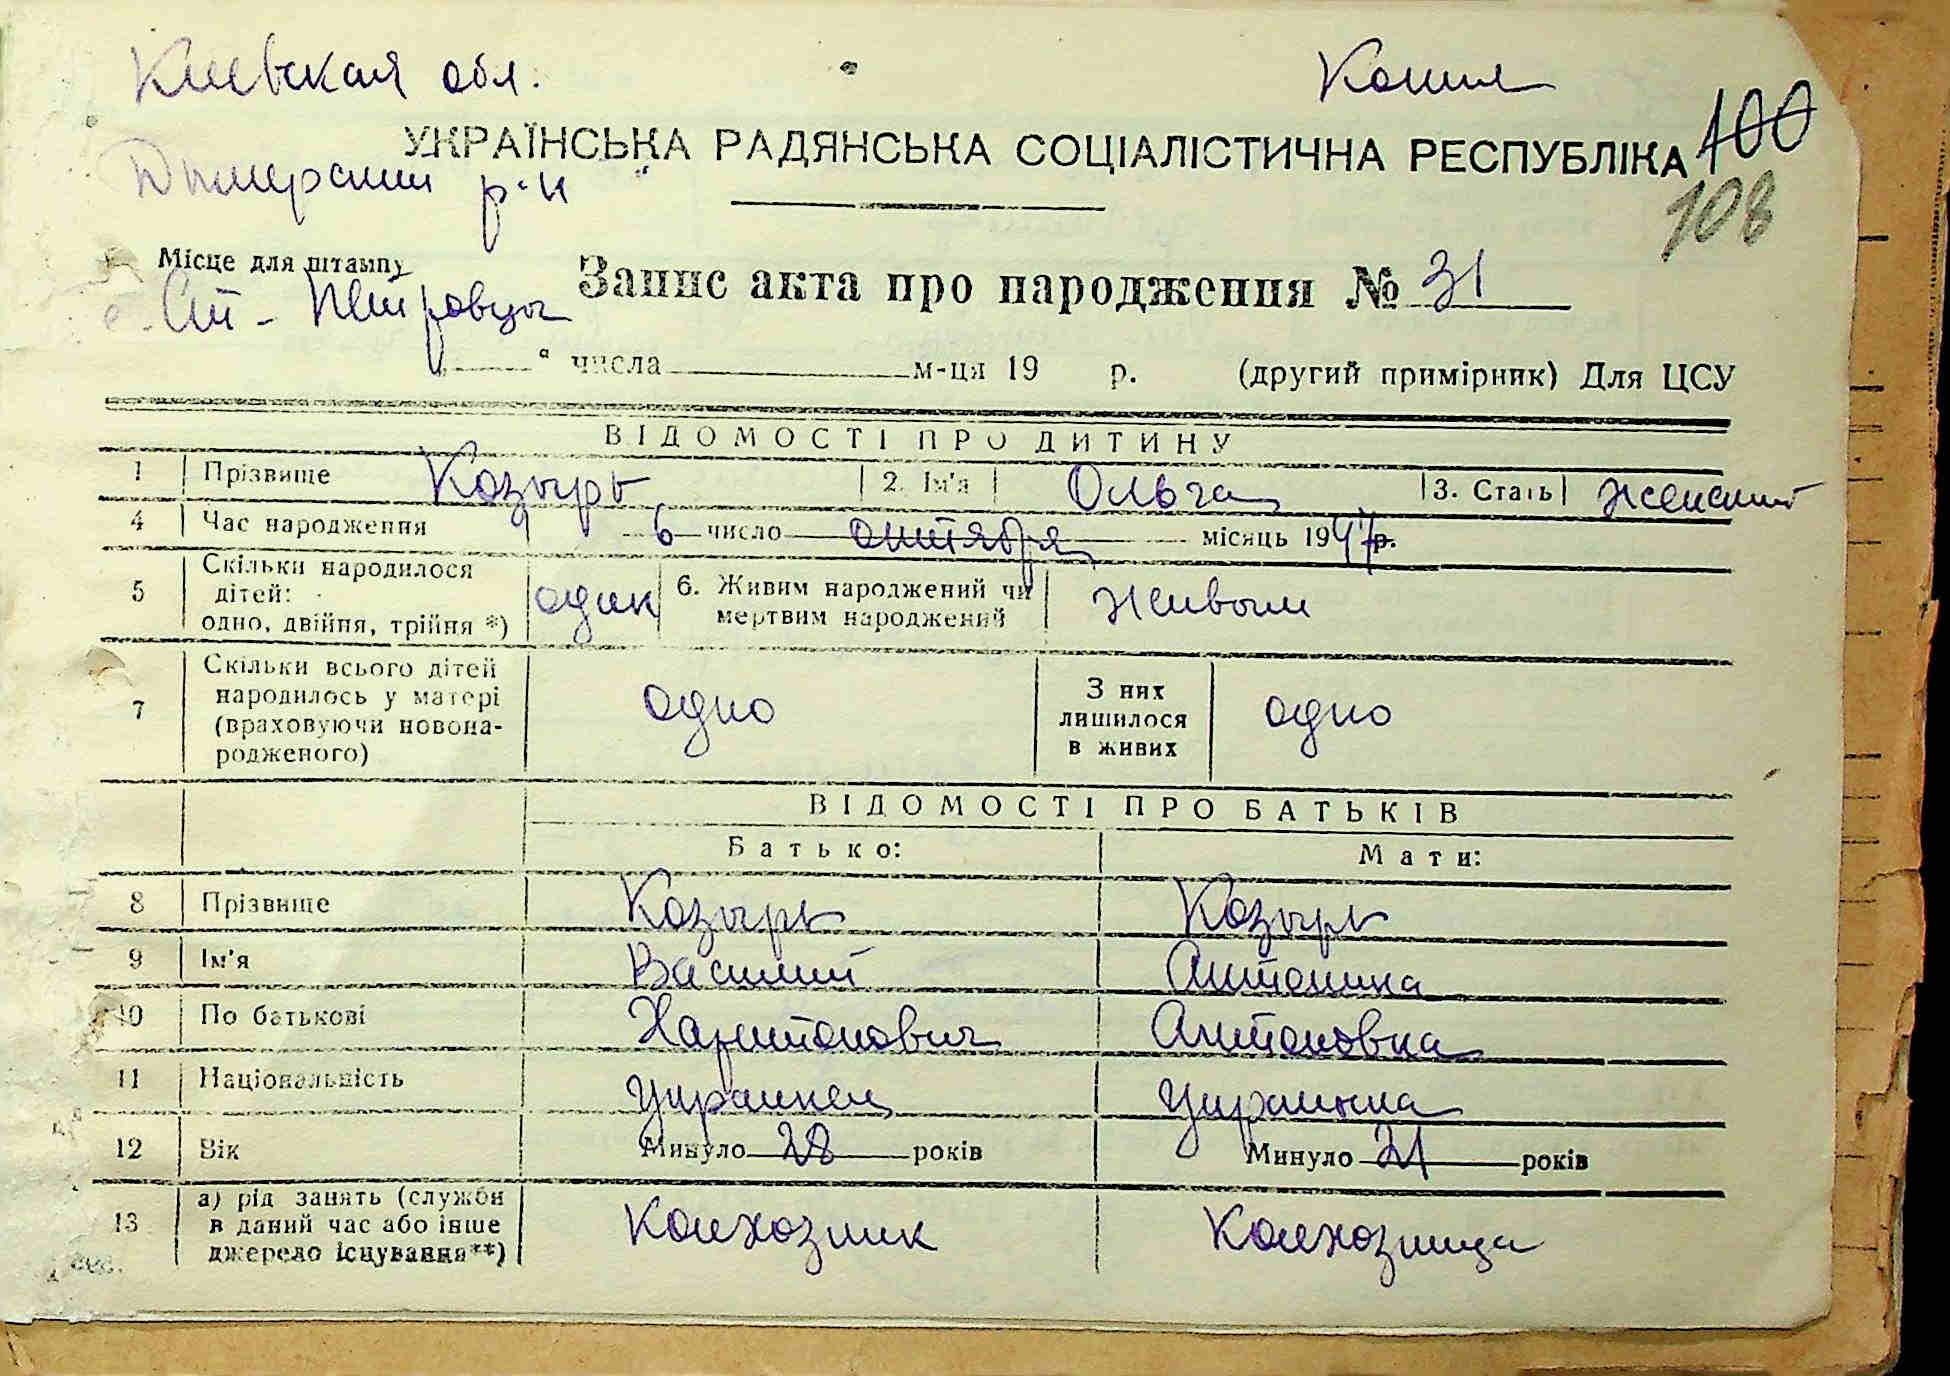 Киевская обл.
Копия
УКРАЇНСЬКА РАДЯНСЬКА СОЦІАЛІСТИЧНА РЕСПУБЛІКА
100
108
Дымерский р-н
Місце для штампу
с. Ст-Петровцы
Запис акта про народження № 31
" числа м-ця 19 р. (другий примірник) Для ЦСУ
ВІДОМОСТІ ПРО ДИТИНУ
1 Прізвище Козырь 2. Ім'я Ольга 3. Стать женский
4 Час народження 6 число октября місяць 1947р.
5 Скільки народилося дітей: одно, двійня, трійня *) один 6. Живим народжений чи мертвим народжений живым
7 Скільки всього дітей народилось у матері (враховуючи новонародженого) одно З них лишилося в живих одно
ВІДОМОСТІ ПРО БАТЬКІВ
Батько: Мати:
8 Прізвище Козырь Козырь
9 Ім'я Василий Антонина
10 По батькові Харитонович Антоновна
11 Національність Украинец Украинка
12 Вік Минуло 28 років Минуло 21 років
13 а) рід занять (служби в даний час або інше джерело існування**) Колхозник Колхозница